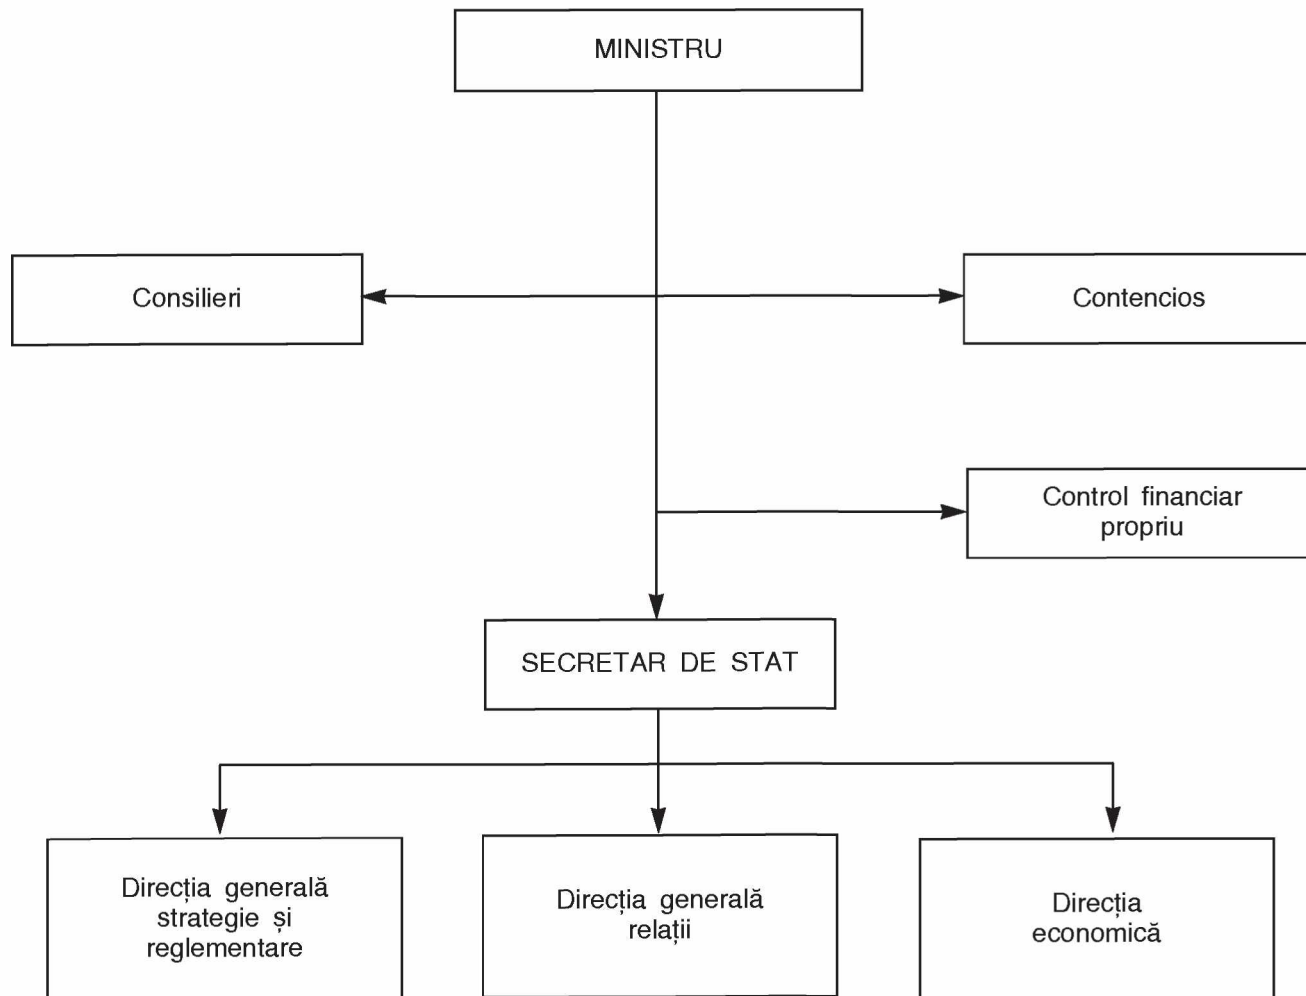 MINISTRU
Consilieri
Contencios
Control financiar
propriu
SECRETAR DE STAT
Direcția generală
strategie și
reglementare
Direcția generală
relații
Direcția
economică